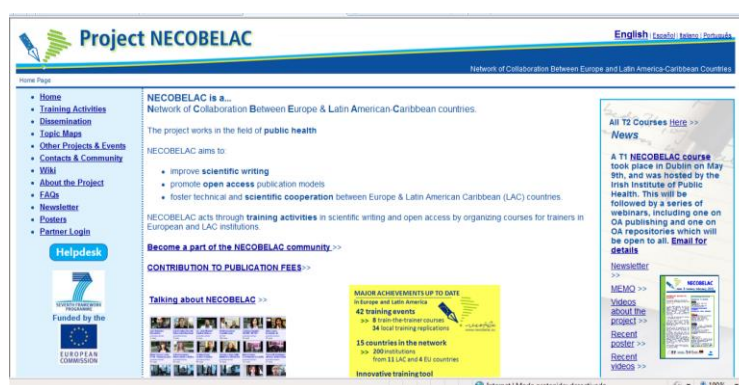 Project NECOBELAC
English | Español | Italiano | Português
Network of Collaboration Between Europe and Latin America-Caribbean Countries
Home Page
Home
Training Activities
Dissemination
Topic Maps
Other Projects & Events
Contacts & Community
Wiki
About the Project
FAQs
Newsletter
Posters
Partner Login
Helpdesk
SEVENTH FRAMEWORK
PROGRAMME
Funded by the
EUROPEAN
COMMISSION
NECOBELAC is a...
Network of Collaboration Between Europe & Latin American-Caribbean countries.
The project works in the field of public health
NECOBELAC aims to:
improve scientific writing
promote open access publication models
foster technical and scientific cooperation between Europe & Latin American Caribbean (LAC) countries.
NECOBELAC acts through training activities in scientific writing and open access by organizing courses for trainers in
European and LAC institutions.
Become a part of the NECOBELAC community >>
CONTRIBUTION TO PUBLICATION FEES>>
Talking about NECOBELAC >>
MAJOR ACHIEVEMENTS UP TO DATE
in Europe and Latin America
42 training events
>> 8 train-the-trainer courses
34 local training replications
15 countries in the network
>> 200 institutions
from 11 LAC and 4 EU countries
Innovative training tool
All T2 Courses Here >>
News
A T1 NECOBELAC course
took place in Dublin on May
9th, and was hosted by the
Irish Institute of Public
Health. This will be
followed by a series of
webinars, including one on
OA publishing and one on
OA repositories which will
be open to all. Email for
details
Newsletter
>>
MEMO >>
Videos
about the
project >>
Recent
poster >>
Recent
videos >>
NECOBELAC
100%